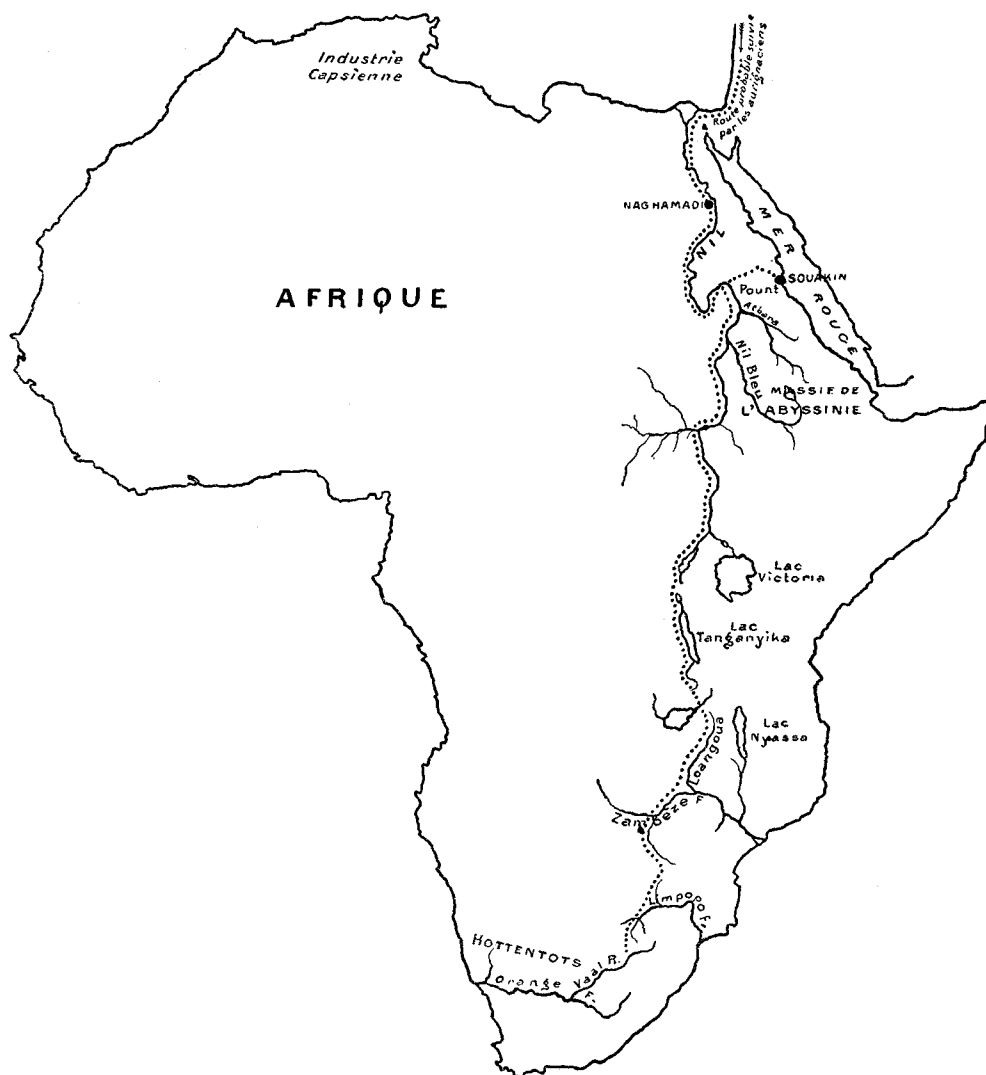 Industrie
Capsienne
Route probable suivie
par les aurignaciens
NAGHAMADI
NIL
MER ROUGE
SOUAKIN
Pount
AFRIQUE
Atbara
Nil Bleu
MASSIF DE
L'ABYSSINIE
Lac
Victoria
Lac
Tanganyika
Lac
Nyassa
Loangoua
Zambèze F.
Limpopo F.
HOTTENTOTS
Vaal R.
Orange F.